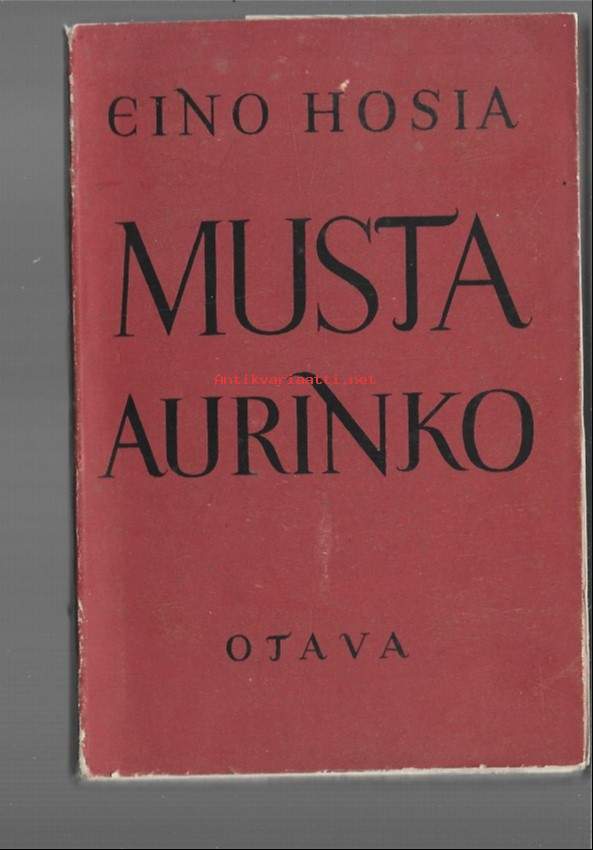 EINO HOSIA
MUSTA
Antikvariaatti.net
AURINKO
OTAVA